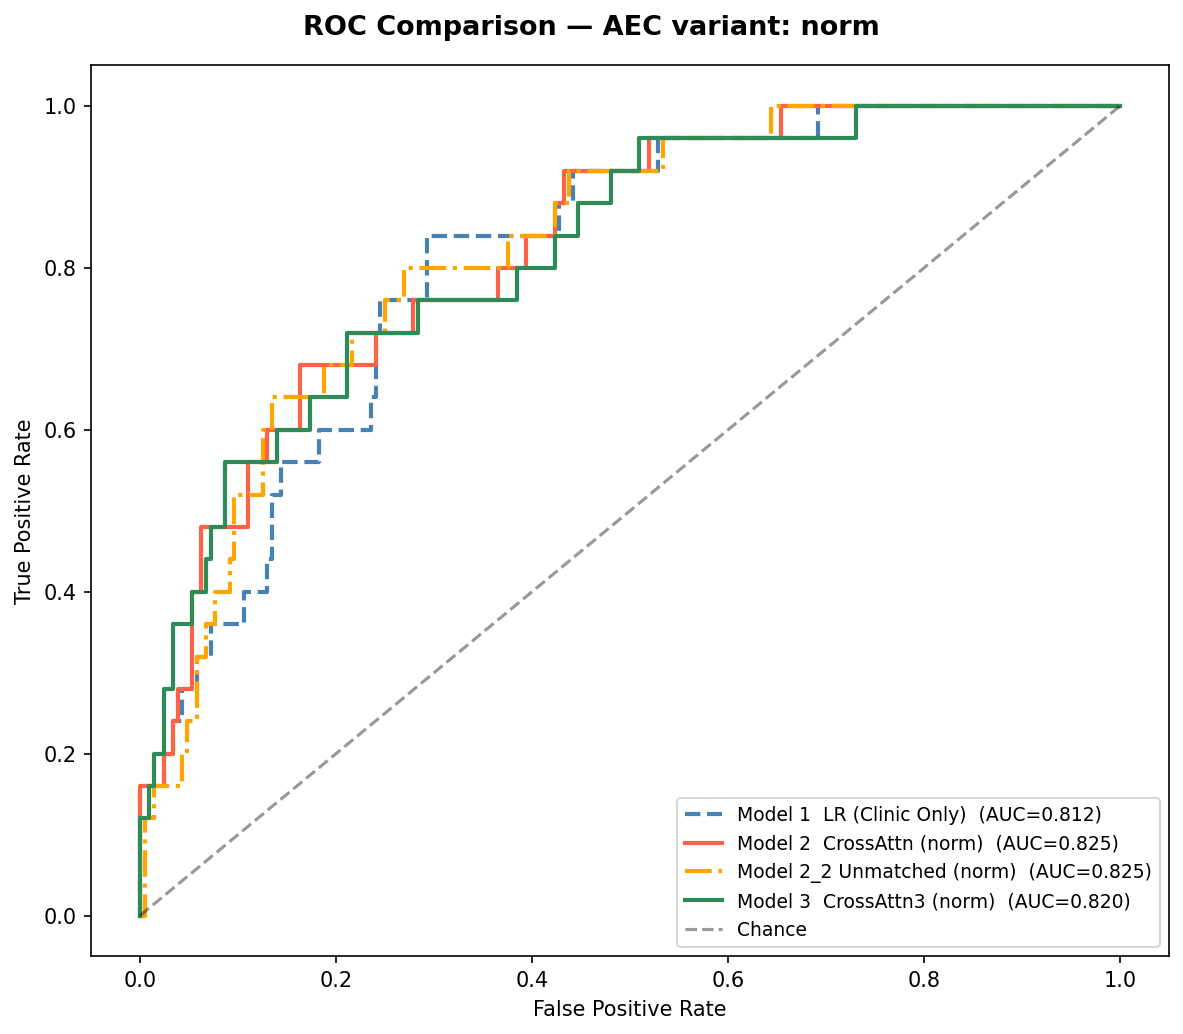 ROC Comparison — AEC variant: norm
True Positive Rate
1.0
0.8
0.6
0.4
0.2
0.0
Model 1  LR (Clinic Only)  (AUC=0.812)
Model 2  CrossAttn (norm)  (AUC=0.825)
Model 2_2 Unmatched (norm)  (AUC=0.825)
Model 3  CrossAttn3 (norm)  (AUC=0.820)
Chance
0.0 0.2 0.4 0.6 0.8 1.0
False Positive Rate